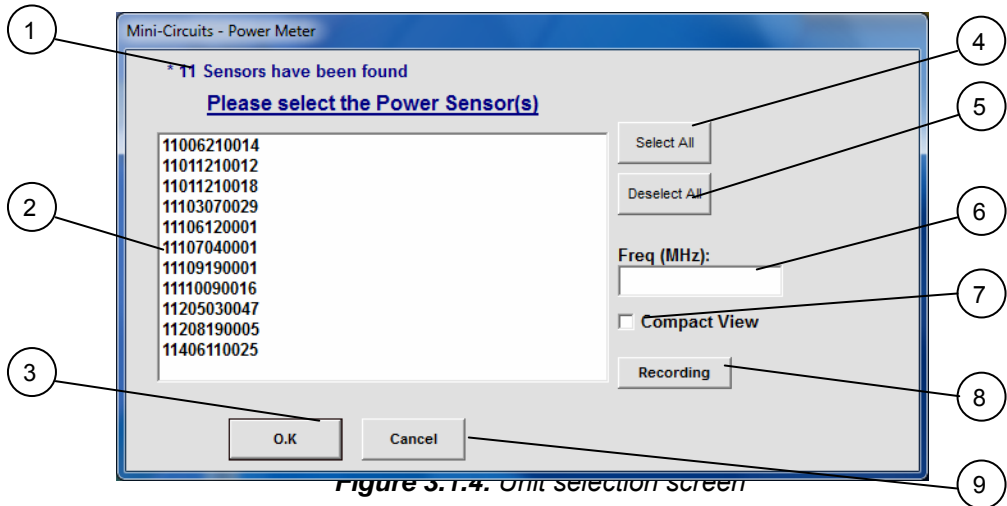 1
Mini-Circuits - Power Meter
4
* 11 Sensors have been found
Please select the Power Sensor(s)
5
11006210014
Select All
11011210012
11011210018
Deselect All
11103070029
2
11106120001
6
11107040001
Freq (MHz):
11109190001
11110090016
7
11205030047
Compact View
11208190005
11406110025
3
Recording
8
O.K
Cancel
9
Figure 3.1.4. Unit selection screen